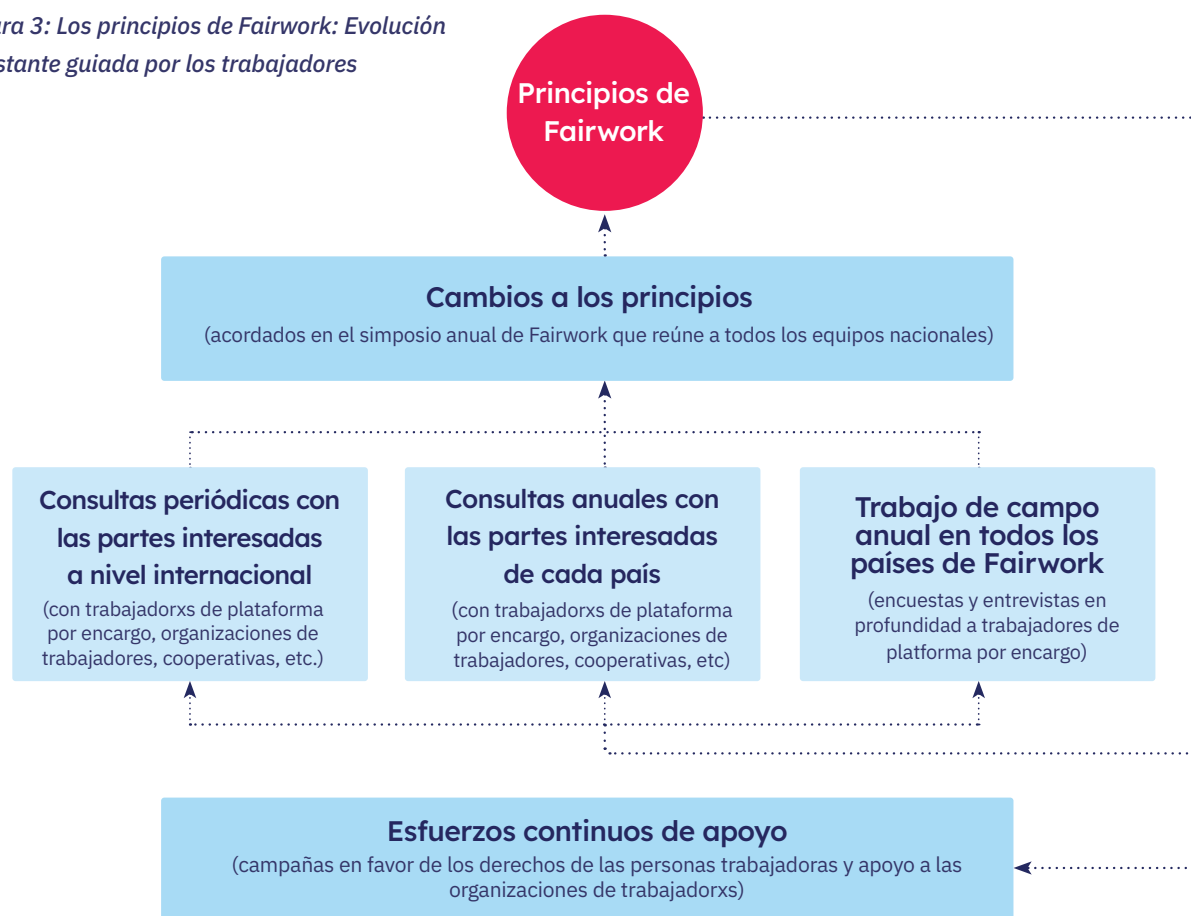 ra 3: Los principios de Fairwork: Evolución
stante guiada por los trabajadores
Principios de
Fairwork
Cambios a los principios
(acordados en el simposio anual de Fairwork que reúne a todos los equipos nacionales)
Consultas periódicas con
las partes interesadas
a nivel internacional
(con trabajadorxs de plataforma
por encargo, organizaciones de
trabajadores, cooperativas, etc.)
Consultas anuales con
las partes interesadas
de cada país
(con trabajadorxs de plataforma
por encargo, organizaciones de
trabajadores, cooperativas, etc)
Trabajo de campo
anual en todos los
países de Fairwork
(encuestas y entrevistas en
profundidad a trabajadores de
platforma por encargo)
Esfuerzos continuos de apoyo
(campañas en favor de los derechos de las personas trabajadoras y apoyo a las
organizaciones de trabajadorxs)